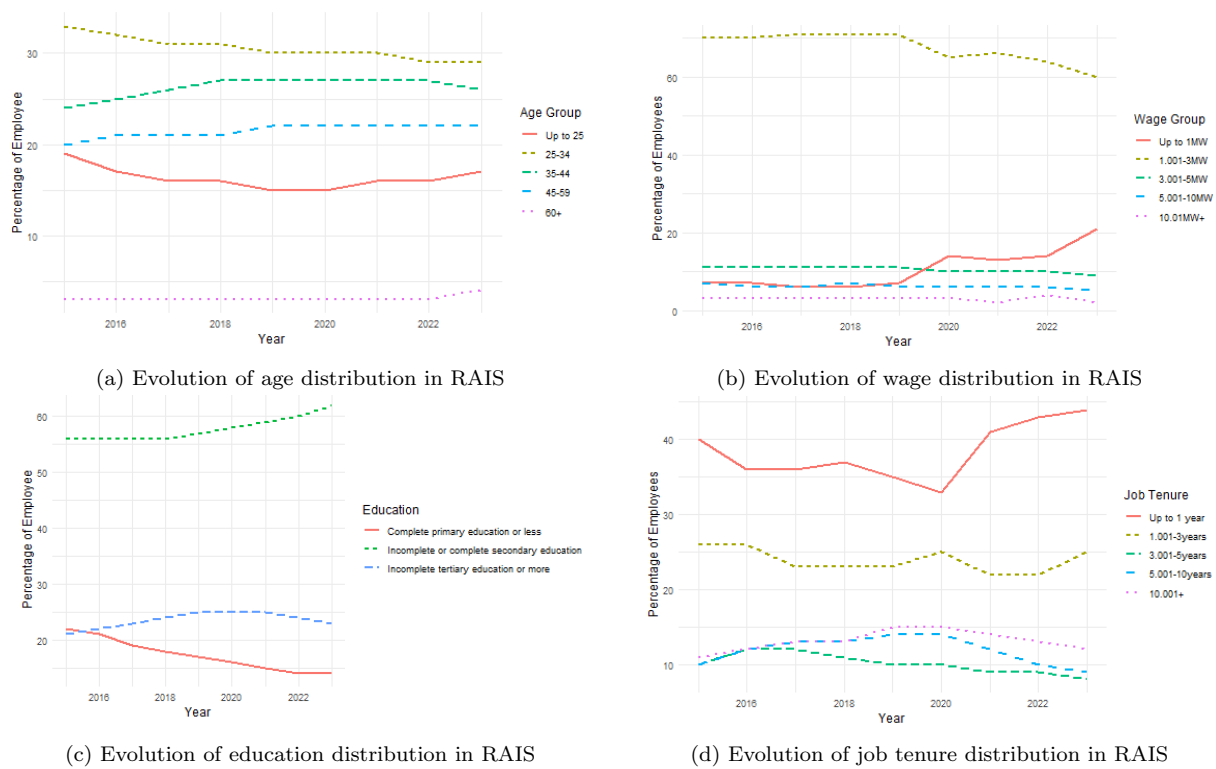 Percentage of Employee
30
20
10
2016
2018
2020
2022
Year
Age Group
Up to 25
25-34
35-44
45-59
60+
(a) Evolution of age distribution in RAIS
Percentage of Employees
60
40
20
0
2016
2018
2020
2022
Year
Wage Group
Up to 1MW
1.001-3MW
3.001-5MW
5.001-10MW
10.01MW+
(b) Evolution of wage distribution in RAIS
Percentage of Employee
60
50
40
30
20
2016
2018
2020
2022
Year
Education
Complete primary education or less
Incomplete or complete secondary education
Incomplete tertiary education or more
(c) Evolution of education distribution in RAIS
Percentage of Employees
40
30
20
10
2016
2018
2020
2022
Year
Job Tenure
Up to 1 year
1.001-3years
3.001-5years
5.001-10years
10.001+
(d) Evolution of job tenure distribution in RAIS